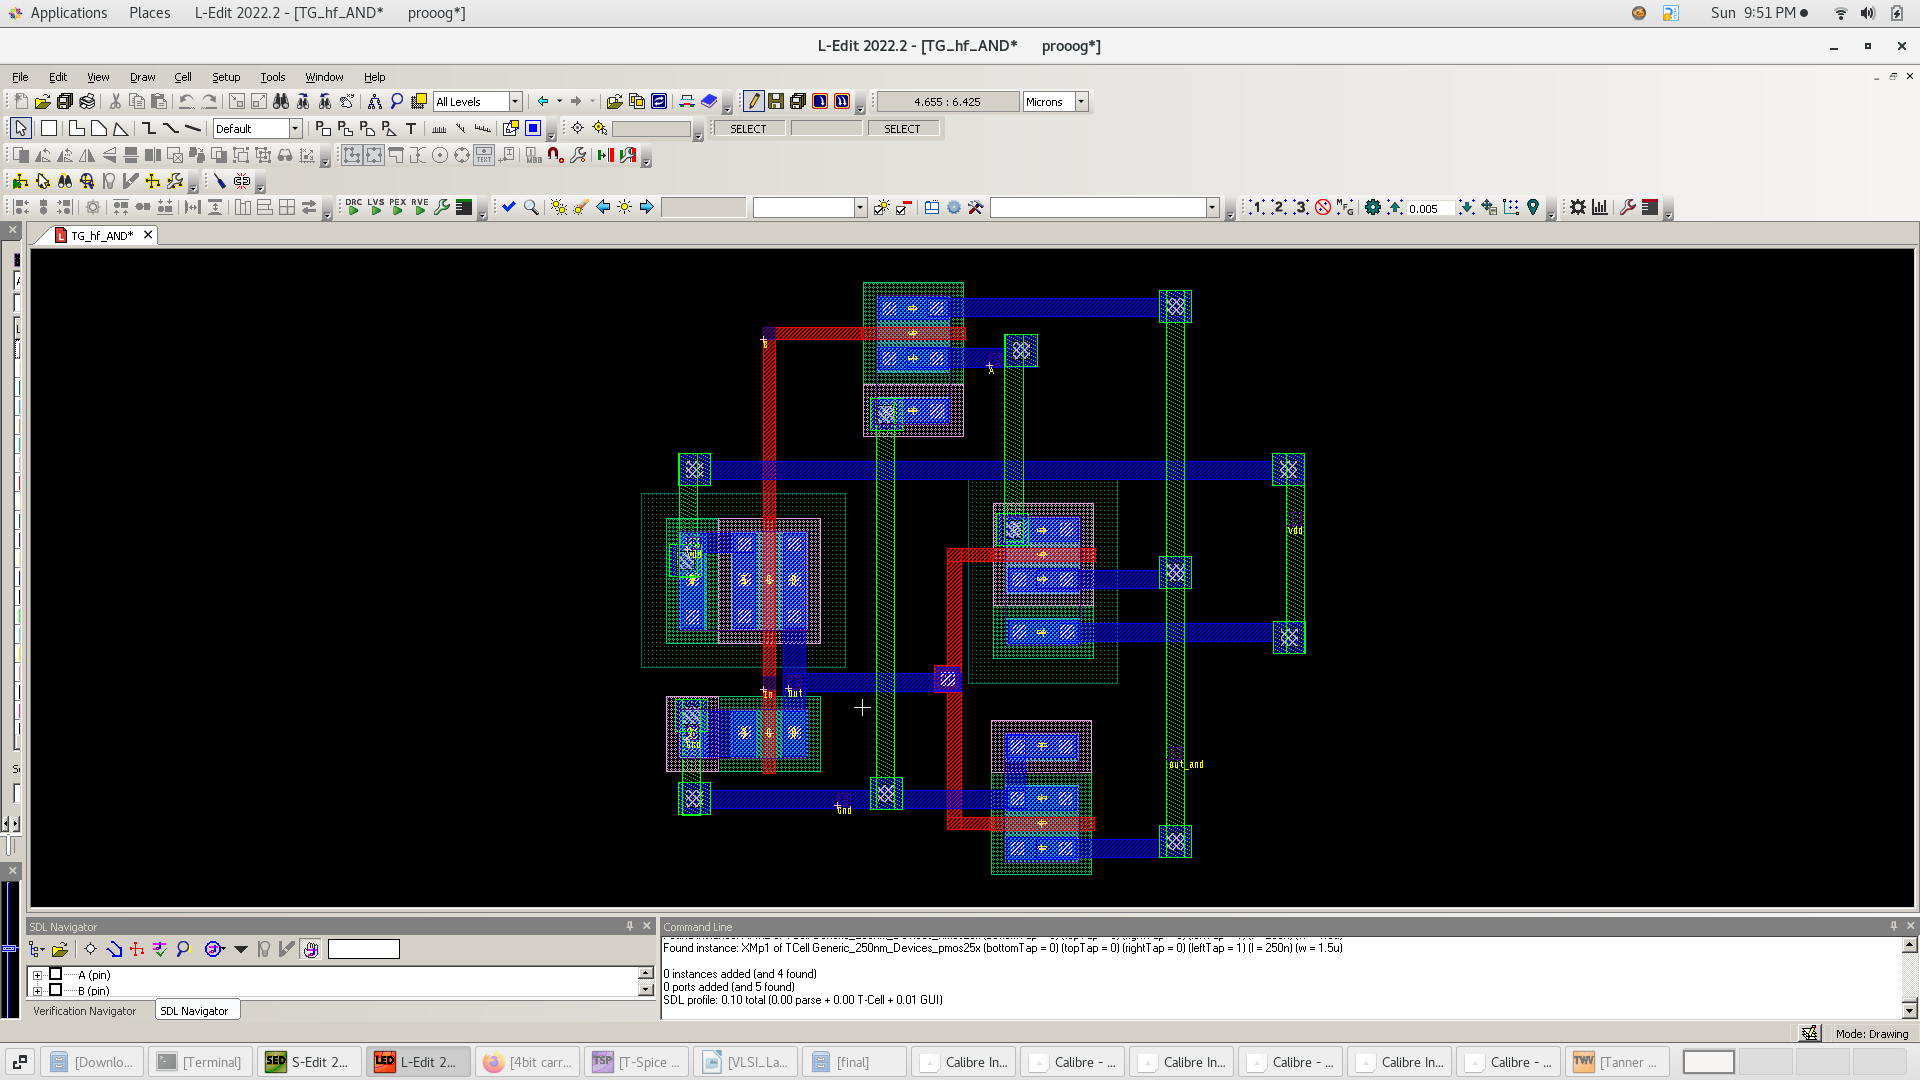 Applications Places L-Edit 2022.2 - [TG_hf_AND* prooog*] Sun 9:51 PM
L-Edit 2022.2 - [TG_hf_AND* prooog*]
File Edit View Draw Cell Setup Tools Window Help
All Levels 4.655 : 6.425 Microns
Default SELECT SELECT
DRC LVS PEX RVE 1 2 3 0.005
TG_hf_AND*
A
Vdd
In Out
Gnd
out_and
Gnd
SDL Navigator
Command Line
Found instance: XMp1 of TCell Generic_250nm_Devices_pmos25x (bottomTap = 0) (topTap = 0) (rightTap = 0) (leftTap = 1) (l = 250n) (w = 1.5u)
A (pin)
0 instances added (and 4 found)
0 ports added (and 5 found)
B (pin)
SDL profile: 0.10 total (0.00 parse + 0.00 T-Cell + 0.01 GUI)
Verification Navigator SDL Navigator
Mode: Drawing
[Downlo... [Terminal] S-Edit 2... L-Edit 2... [4bit carr... [T-Spice ... [VLSI_La... [final] Calibre In... Calibre - ... Calibre In... Calibre - ... Calibre In... Calibre - ... [Tanner ...